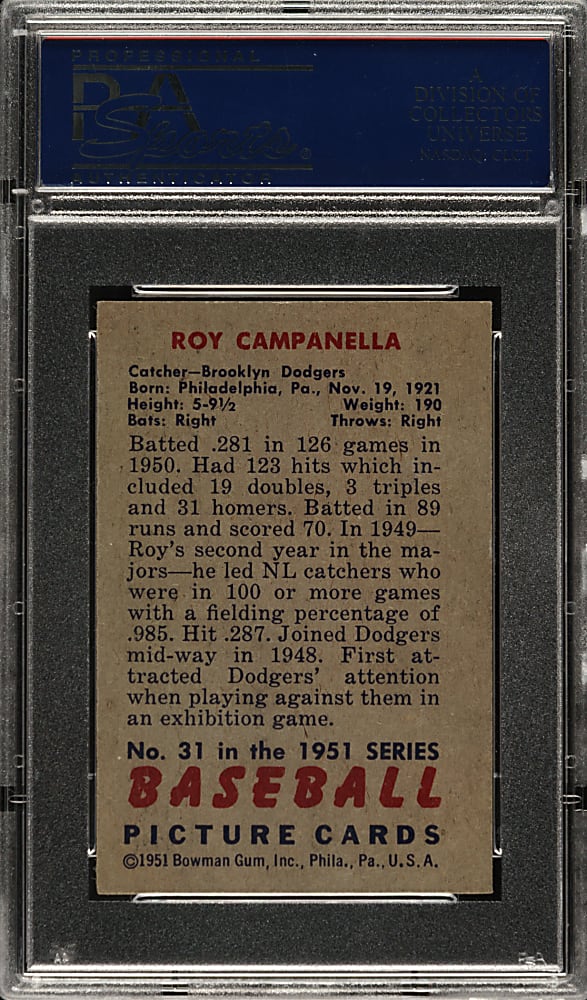 PROFESSIONAL
PSA
Sports
AUTHENTICATOR
A
DIVISION OF
COLLECTORS
UNIVERSE
NASDAQ: CLCT
ROY CAMPANELLA
Catcher—Brooklyn Dodgers
Born: Philadelphia, Pa., Nov. 19, 1921
Height: 5-9½ Weight: 190
Bats: Right Throws: Right
Batted .281 in 126 games in
1950. Had 123 hits which in-
cluded 19 doubles, 3 triples
and 31 homers. Batted in 89
runs and scored 70. In 1949—
Roy's second year in the ma-
jors—he led NL catchers who
were in 100 or more games
with a fielding percentage of
.985. Hit .287. Joined Dodgers
mid-way in 1948. First at-
tracted Dodgers' attention
when playing against them in
an exhibition game.
No. 31 in the 1951 SERIES
BASEBALL
PICTURE CARDS
©1951 Bowman Gum, Inc., Phila., Pa., U.S.A.